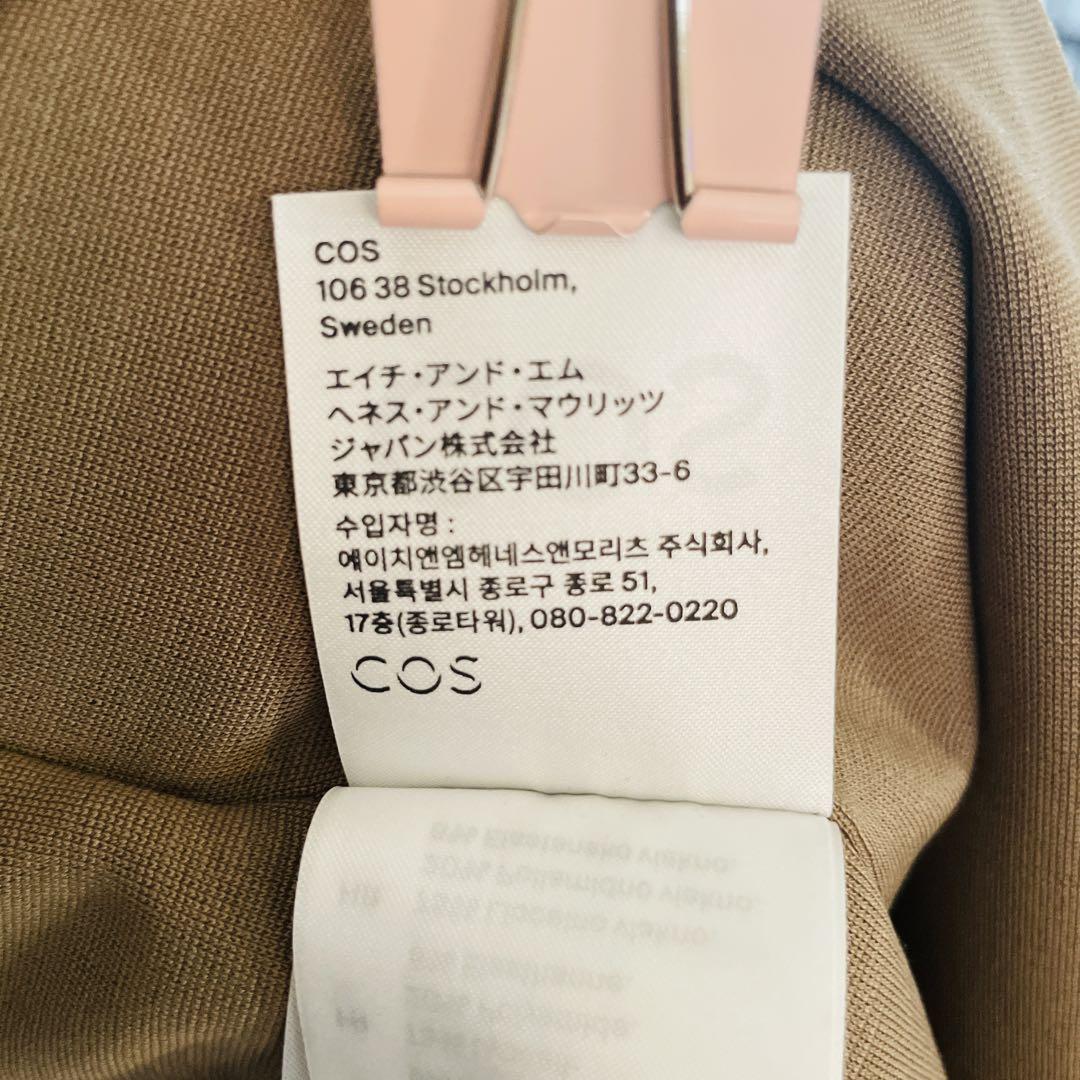 COS
106 38 Stockholm,
Sweden
エイチ・アンド・エム
ヘネス・アンド・マウリッツ
ジャパン株式会社
東京都渋谷区宇田川町33-6
수입자명 :
에이치앤엠헤네스앤모리츠 주식회사,
서울특별시 종로구 종로 51,
17층(종로타워), 080-822-0220
COS